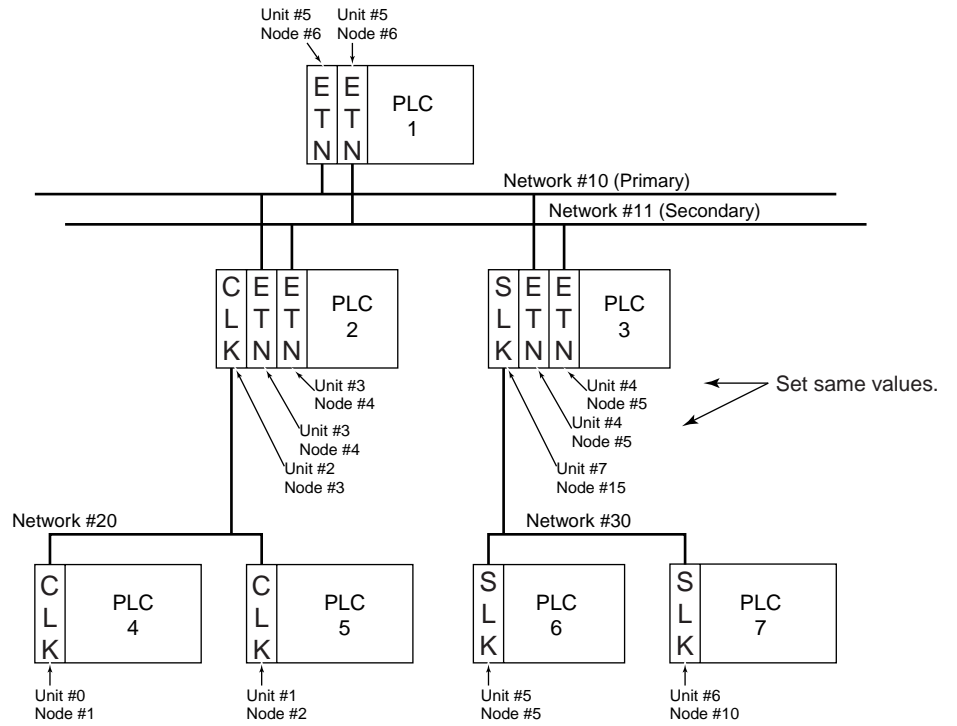 Unit #5
Node #6
Unit #5
Node #6
E
T
N
E
T
N
PLC
1
Network #10 (Primary)
Network #11 (Secondary)
C
L
K
E
T
N
E
T
N
PLC
2
S
L
K
E
T
N
E
T
N
PLC
3
Unit #3
Node #4
Unit #3
Node #4
Unit #2
Node #3
Unit #4
Node #5
Unit #4
Node #5
Unit #7
Node #15
Set same values.
Network #20
Network #30
C
L
K
PLC
4
C
L
K
PLC
5
S
L
K
PLC
6
S
L
K
PLC
7
Unit #0
Node #1
Unit #1
Node #2
Unit #5
Node #5
Unit #6
Node #10